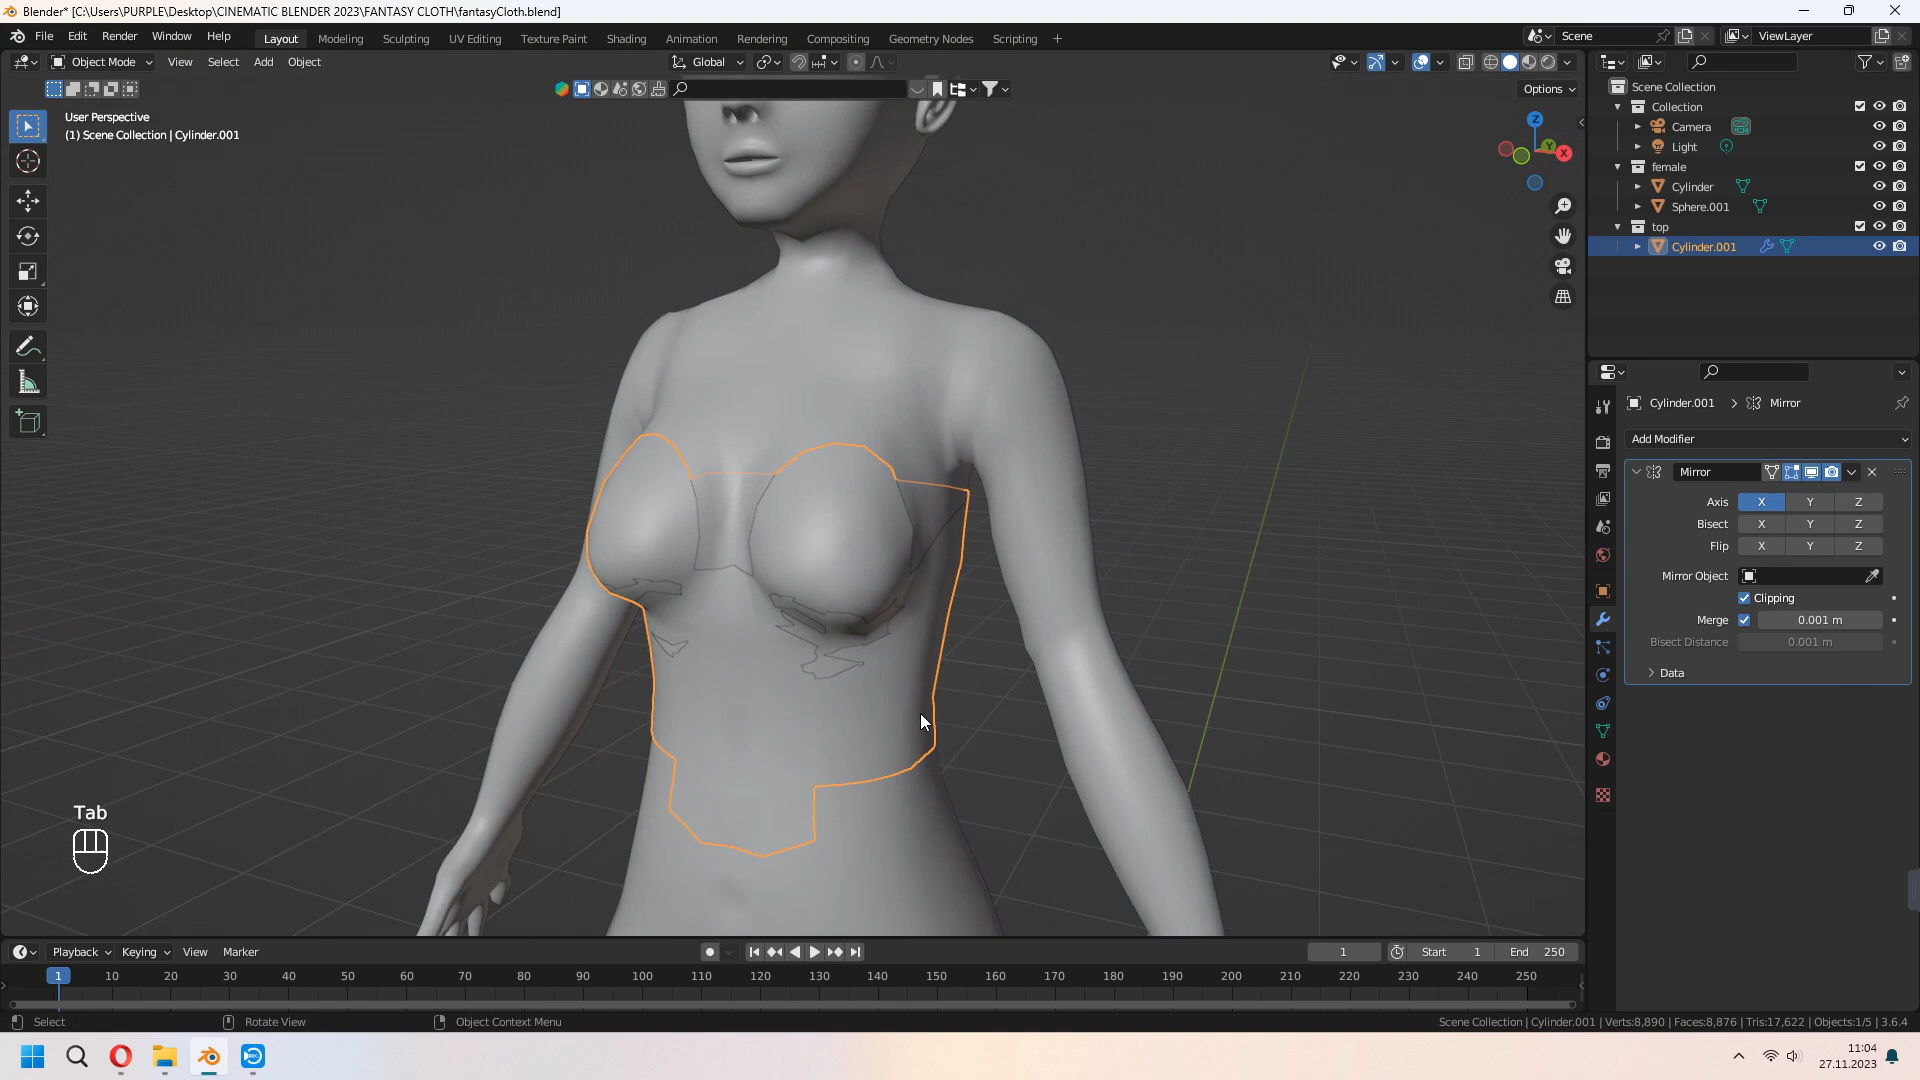 Blender* [C:\Users\PURPLE\Desktop\CINEMATIC BLENDER 2023\FANTASY CLOTH\fantasyCloth.blend]
File Edit Render Window Help Layout Modeling Sculpting UV Editing Texture Paint Shading Animation Rendering Compositing Geometry Nodes Scripting + Scene ViewLayer
Object Mode View Select Add Object Global
Options
User Perspective
(1) Scene Collection | Cylinder.001
Z
Y
X
Scene Collection
Collection
Camera
Light
female
Cylinder
Sphere.001
top
Cylinder.001
Cylinder.001 > Mirror
Add Modifier
Mirror
Axis X Y Z
Bisect X Y Z
Flip X Y Z
Mirror Object
Clipping
Merge 0.001 m
Bisect Distance 0.001 m
Data
Tab
Playback Keying View Marker 1 Start 1 End 250
1 10 20 30 40 50 60 70 80 90 100 110 120 130 140 150 160 170 180 190 200 210 220 230 240 250
Select Rotate View Object Context Menu Scene Collection | Cylinder.001 | Verts:8,890 | Faces:8,876 | Tris:17,622 | Objects:1/5 | 3.6.4
11:04
27.11.2023